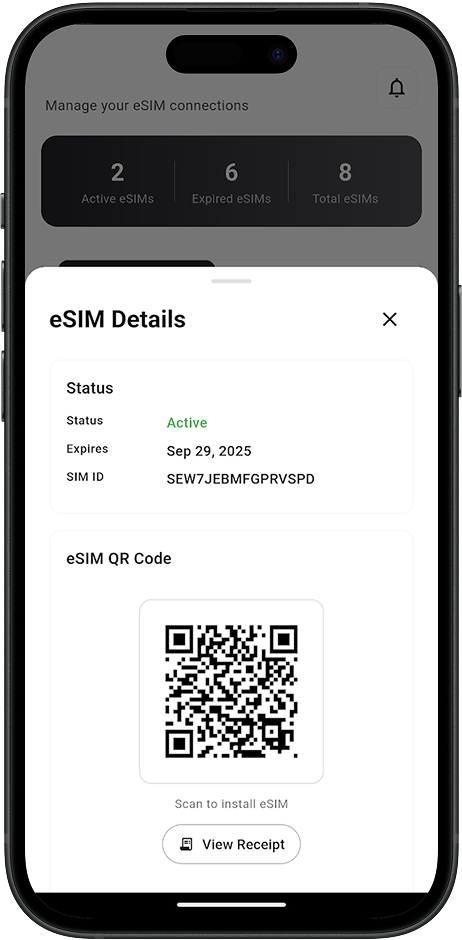 Manage your eSIM connections
2 6 8
Active eSIMs Expired eSIMs Total eSIMs
eSIM Details
Status
Status Active
Expires Sep 29, 2025
SIM ID SEW7JEBMFGPRVSPD
eSIM QR Code
Scan to install eSIM
View Receipt